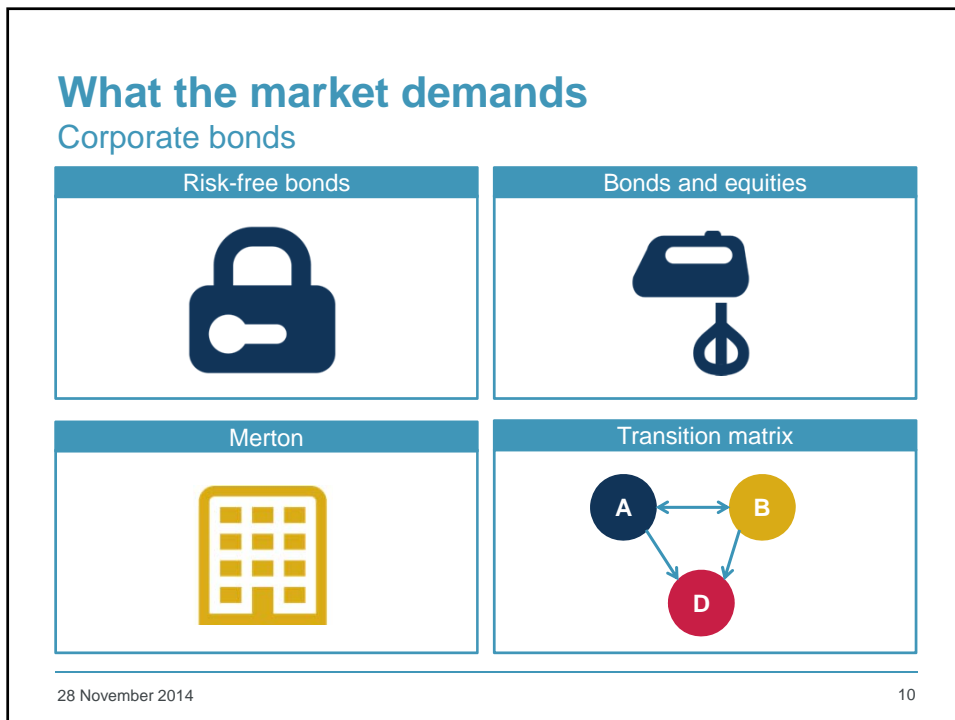 What the market demands
Corporate bonds
Risk-free bonds
Bonds and equities
Merton
Transition matrix
A
B
D
28 November 2014
10